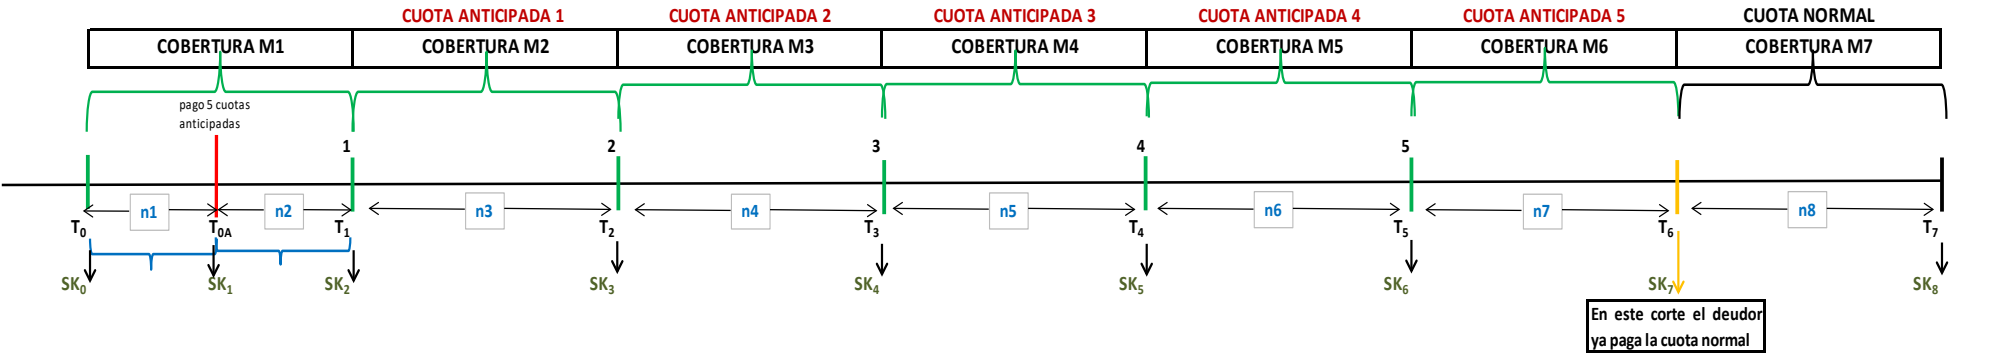 CUOTA ANTICIPADA 1 CUOTA ANTICIPADA 2 CUOTA ANTICIPADA 3 CUOTA ANTICIPADA 4 CUOTA ANTICIPADA 5 CUOTA NORMAL
COBERTURA M1 COBERTURA M2 COBERTURA M3 COBERTURA M4 COBERTURA M5 COBERTURA M6 COBERTURA M7
pago 5 cuotas
anticipadas
1 2 3 4 5
n1 n2 n3 n4 n5 n6 n7 n8
T0 T0A T1 T2 T3 T4 T5 T6 T7
SK0 SK1 SK2 SK3 SK4 SK5 SK6 SK7 SK8
En este corte el deudor
ya paga la cuota normal